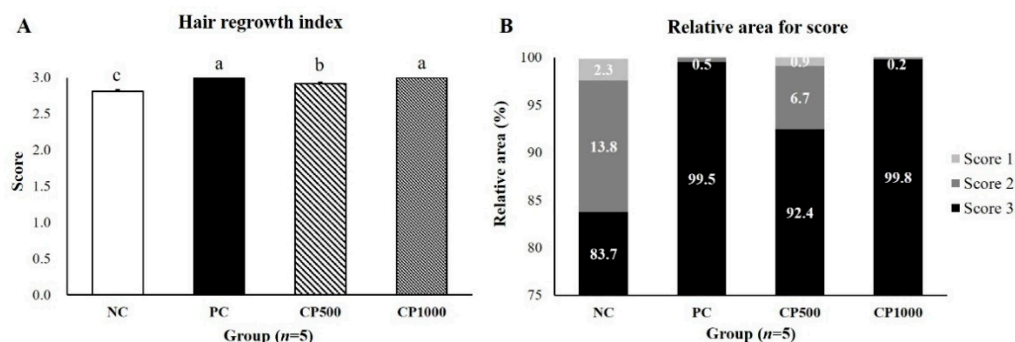 A
Hair regrowth index
c
a
b
a
3.0
2.5
2.0
1.5
1.0
0.5
0.0
Score
NC
PC
CP500
CP1000
Group (n=5)
B
Relative area for score
100
95
90
85
80
75
Relative area (%)
2.3
0.5
0.9
0.2
6.7
13.8
99.5
92.4
99.8
83.7
NC
PC
CP500
CP1000
Group (n=5)
Score 1
Score 2
Score 3